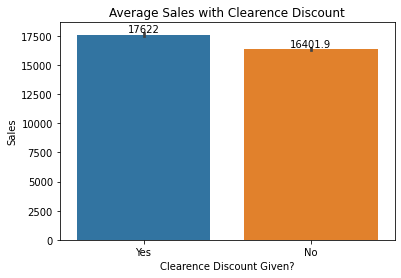 Average Sales with Clearence Discount
17622
16401.9
17500
15000
12500
10000
7500
5000
2500
0
Sales
Yes
No
Clearence Discount Given?